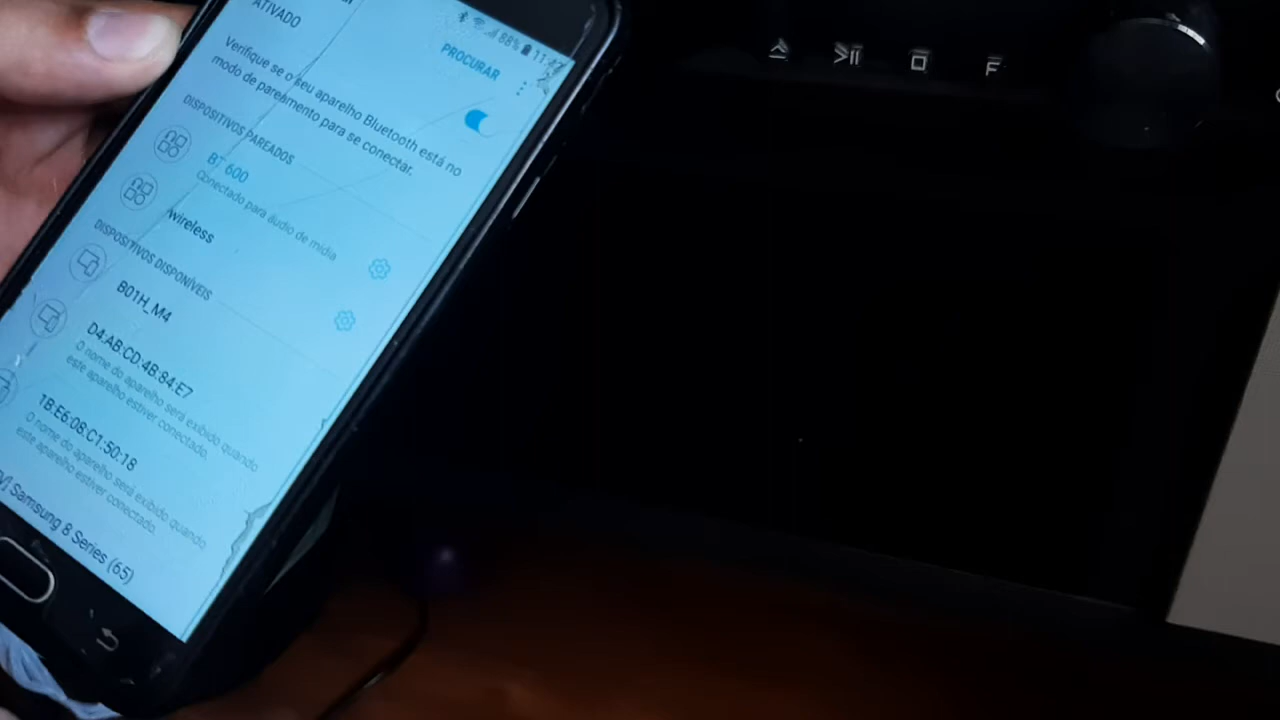 88% 11:47
ATIVADO
PROCURAR
Verifique se o seu aparelho Bluetooth está no
modo de pareamento para se conectar.
DISPOSITIVOS PAREADOS
BT 600
Conectado para áudio de mídia
wireless
DISPOSITIVOS DISPONÍVEIS
B01H_M4
D4:AB:CD:4B:84:E7
O nome do aparelho será exibido quando
este aparelho estiver conectado.
1B:E6:08:C1:50:18
O nome do aparelho será exibido quando
este aparelho estiver conectado.
Samsung 8 Series (65)
F